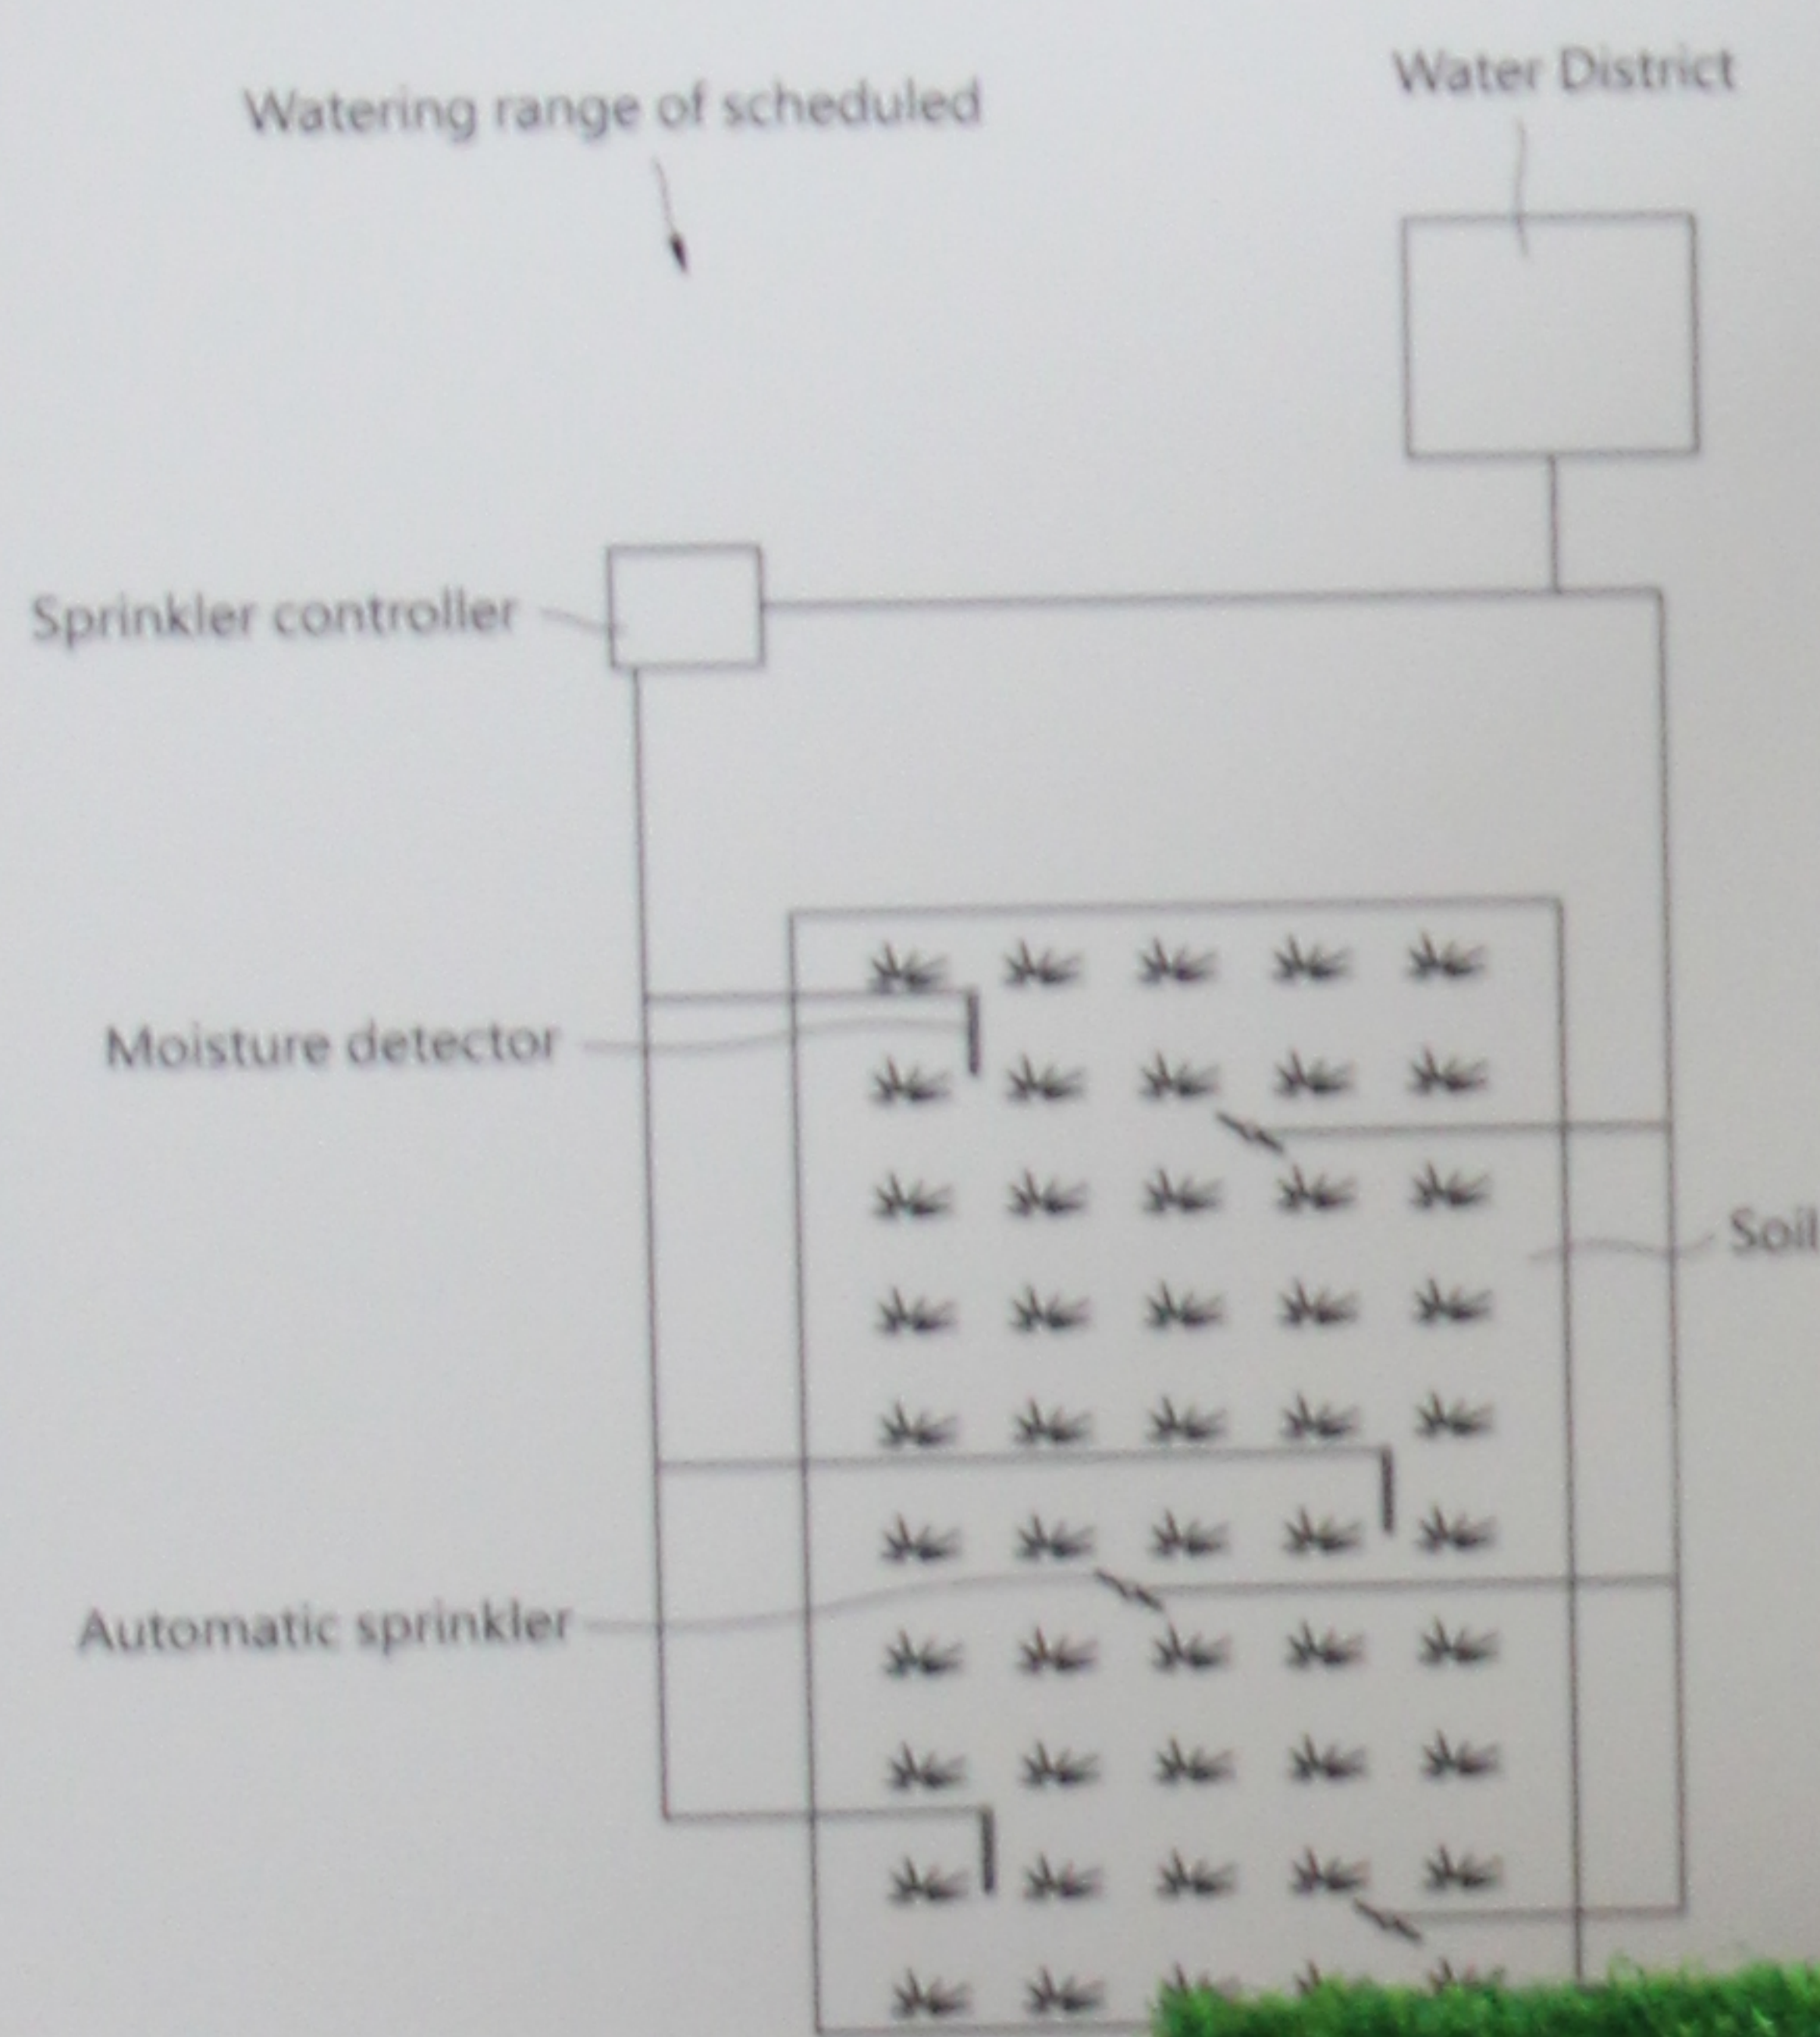 Watering range of scheduled
Water District
Sprinkler controller
Moisture detector
Soil
Automatic sprinkler